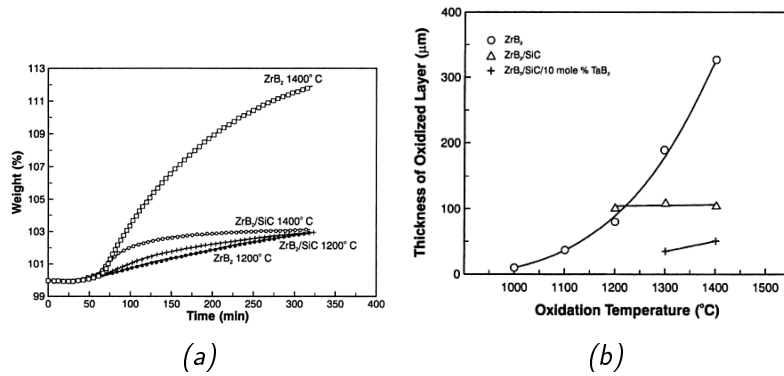 113
111
109
107
105
103
101
99
Weight (%)
ZrB₂ 1400° C
ZrB₂/SiC 1400° C
ZrB₂/SiC 1200° C
ZrB₂ 1200° C
0 50 100 150 200 250 300 350 400
Time (min)
(a)
400
300
200
100
0
Thickness of Oxidized Layer (μm)
ZrB₂
ZrB₂/SiC
ZrB₂/SiC/10 mole % TaB₂
1000 1100 1200 1300 1400 1500
Oxidation Temperature (°C)
(b)